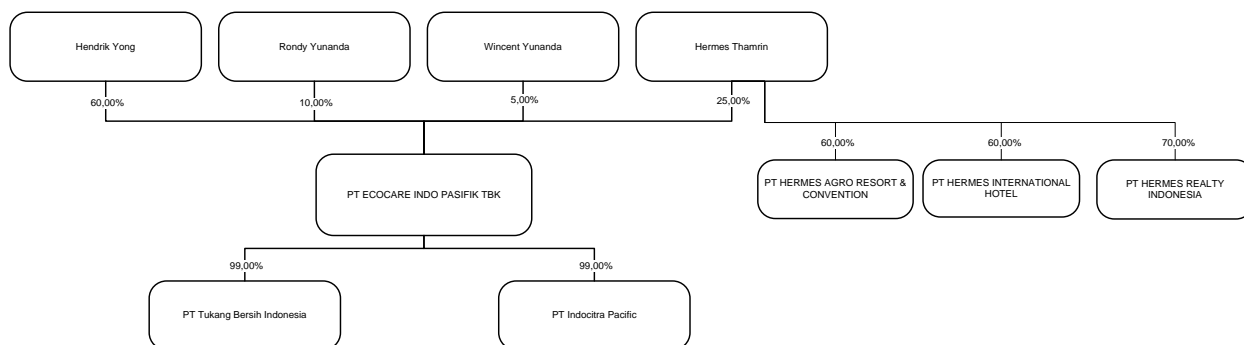 Hendrik Yong
Rondy Yunanda
Wincent Yunanda
Hermes Thamrin
60,00%
10,00%
5,00%
25,00%
60,00%
60,00%
70,00%
PT ECOCARE INDO PASIFIK TBK
PT HERMES AGRO RESORT &
CONVENTION
PT HERMES INTERNATIONAL
HOTEL
PT HERMES REALTY
INDONESIA
99,00%
99,00%
PT Tukang Bersih Indonesia
PT Indocitra Pacific